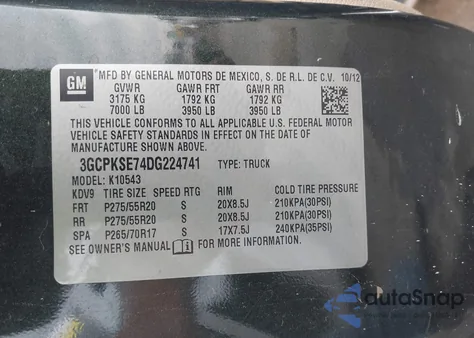 GM
MFD BY GENERAL MOTORS DE MEXICO, S. DE R.L. DE C.V. 10/12
GVWR GAWR FRT GAWR RR
3175 KG 1792 KG 1792 KG
7000 LB 3950 LB 3950 LB
THIS VEHICLE CONFORMS TO ALL APPLICABLE U.S. FEDERAL MOTOR
VEHICLE SAFETY STANDARDS IN EFFECT ON THE DATE OF
MANUFACTURE SHOWN ABOVE.
3GCPKSE74DG224741 TYPE: TRUCK
MODEL: K10543
KDV9 TIRE SIZE SPEED RTG RIM COLD TIRE PRESSURE
FRT P275/55R20 S 20X8.5J 210KPA(30PSI)
RR P275/55R20 S 20X8.5J 210KPA(30PSI)
SPA P265/70R17 S 17X7.5J 240KPA(35PSI)
SEE OWNER'S MANUAL FOR MORE INFORMATION.
autoSnap